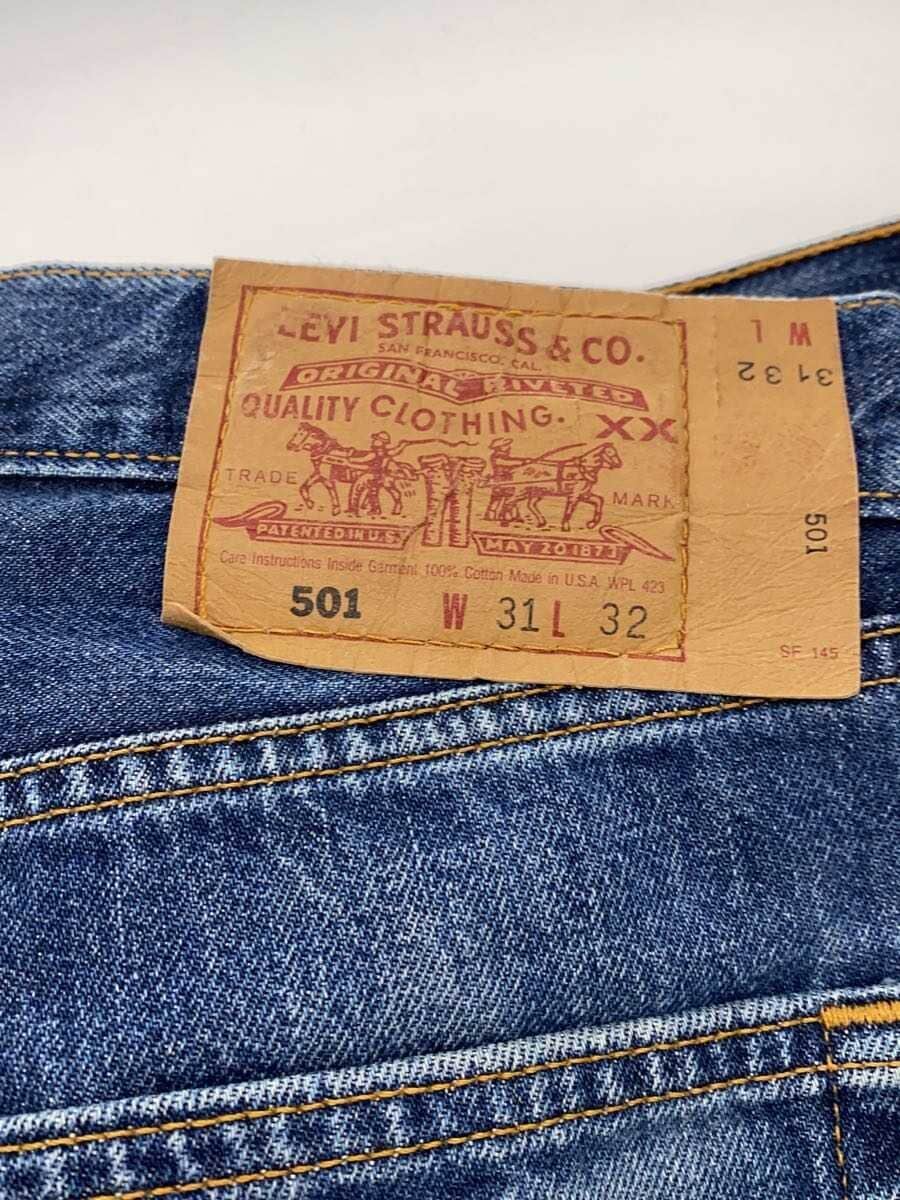 LEVI STRAUSS & CO.
SAN FRANCISCO, CAL.
ORIGINAL RIVETED
QUALITY CLOTHING.
XX
TRADE MARK
PATENTED IN U.S.
MAY 20 1873
Care Instructions Inside Garment 100% Cotton Made in U.S.A. WPL 423
501 W 31 L 32
W L
31 32
501
SF 145